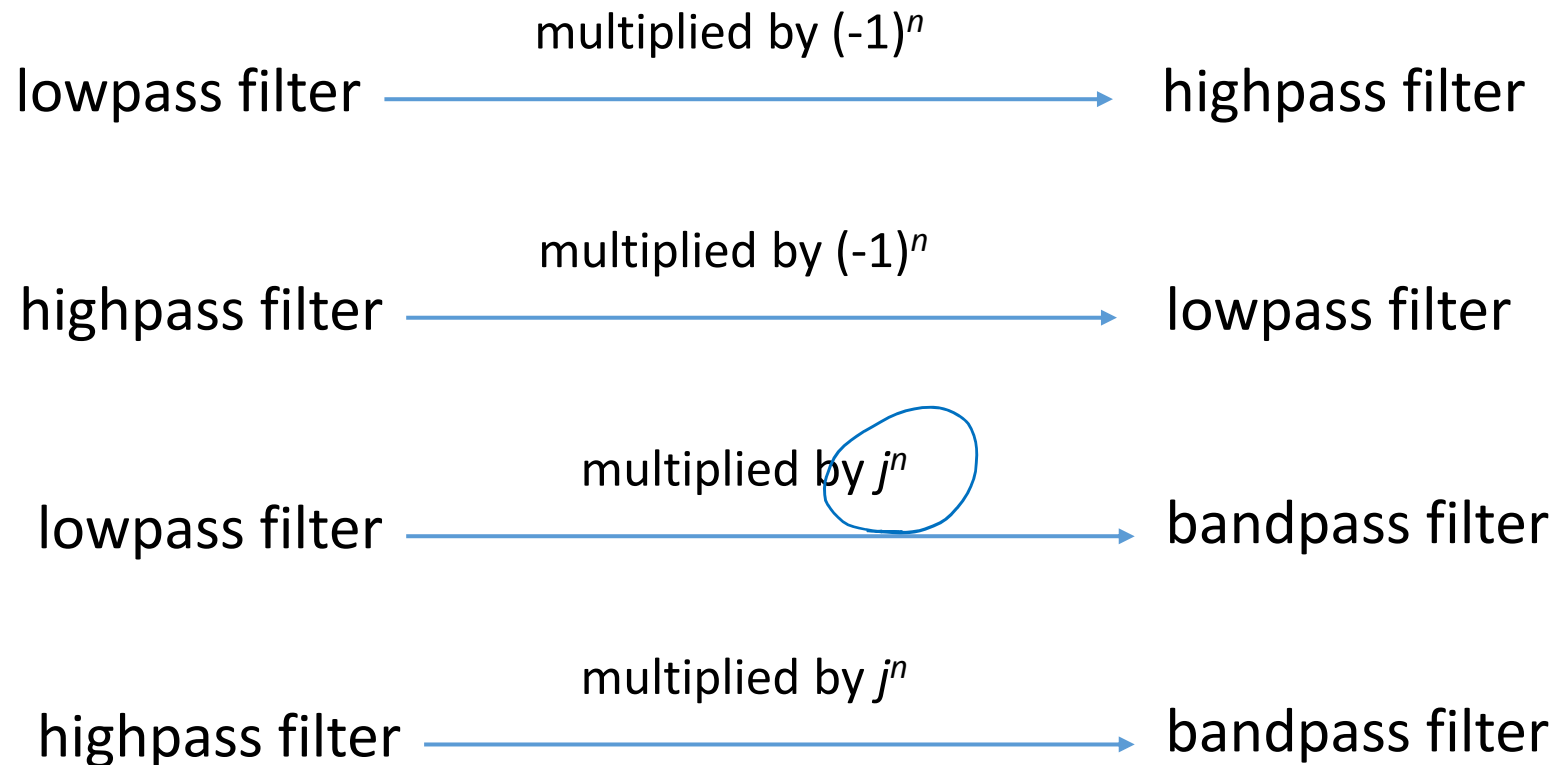 multiplied by (-1)ⁿ
lowpass filter highpass filter
multiplied by (-1)ⁿ
highpass filter lowpass filter
multiplied by jⁿ
lowpass filter bandpass filter
multiplied by jⁿ
highpass filter bandpass filter